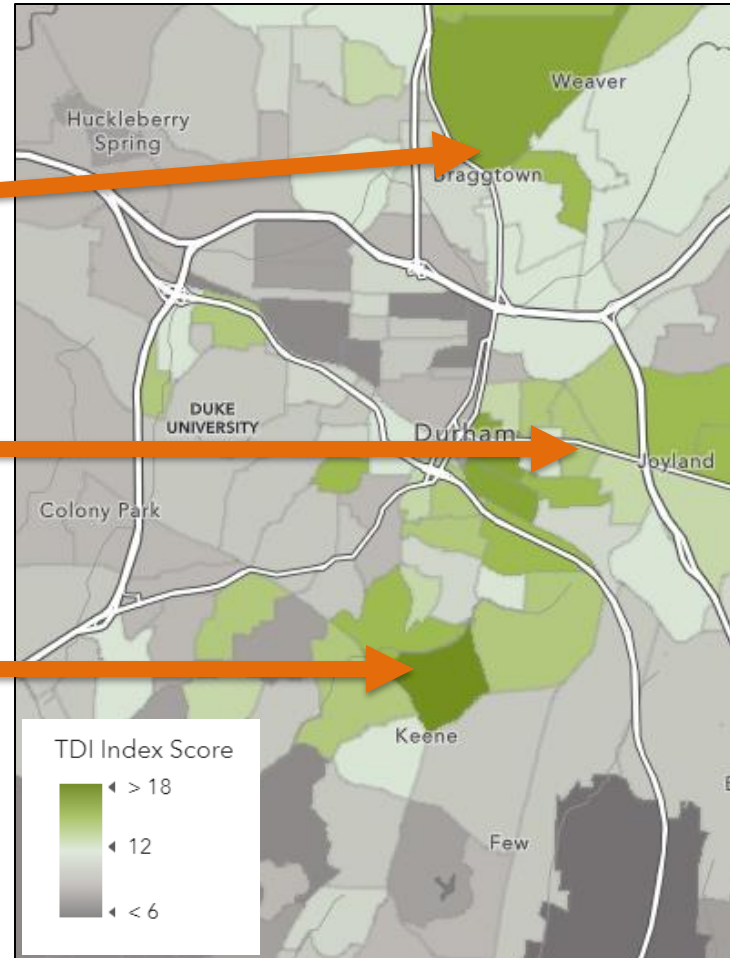 Weaver
Huckleberry
Spring
Braggtown
DUKE
UNIVERSITY
Durham
Joyland
Colony Park
Keene
TDI Index Score
> 18
12
< 6
Few